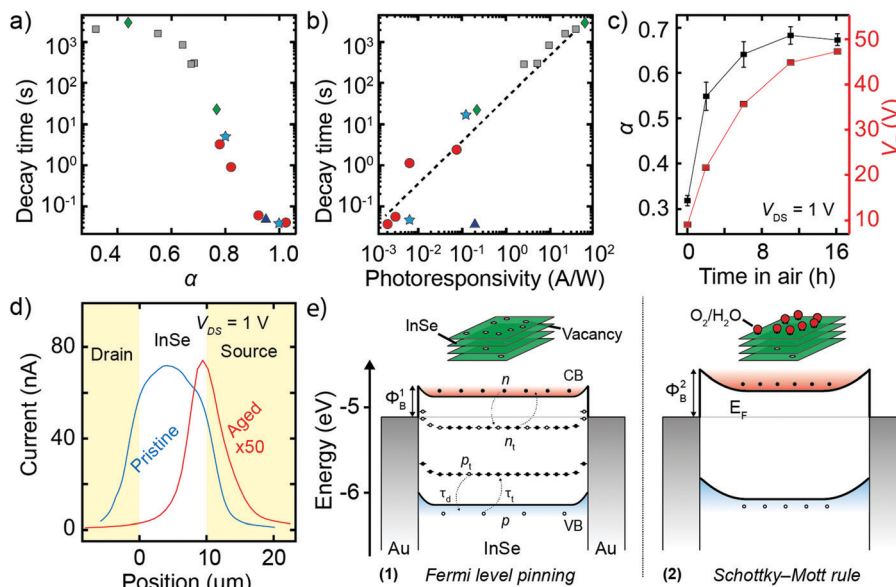 a)
Decay time (s)
10³
10²
10¹
10⁰
10⁻¹
0.4 0.6 0.8 1.0
α
b)
Decay time (s)
10³
10²
10¹
10⁰
10⁻¹
10⁻³ 10⁻² 10⁻¹ 10⁰ 10¹ 10²
Photoresponsivity (A/W)
c)
α
0.7
0.6
0.5
0.4
0.3
50
40
30
20
10
(V)
V_DS = 1 V
0 4 8 12 16
Time in air (h)
d)
InSe
V_DS = 1 V
Drain
Source
Current (nA)
80
40
0
Pristine
Aged
x50
0 10 20
Position (µm)
e)
InSe
Vacancy
O₂/H₂O
Energy (eV)
-5
-6
Φ_B¹
n
CB
n_t
p_t
τ_d
τ_t
p
VB
Au
InSe
Au
(1) Fermi level pinning
Φ_B²
E_F
(2) Schottky–Mott rule